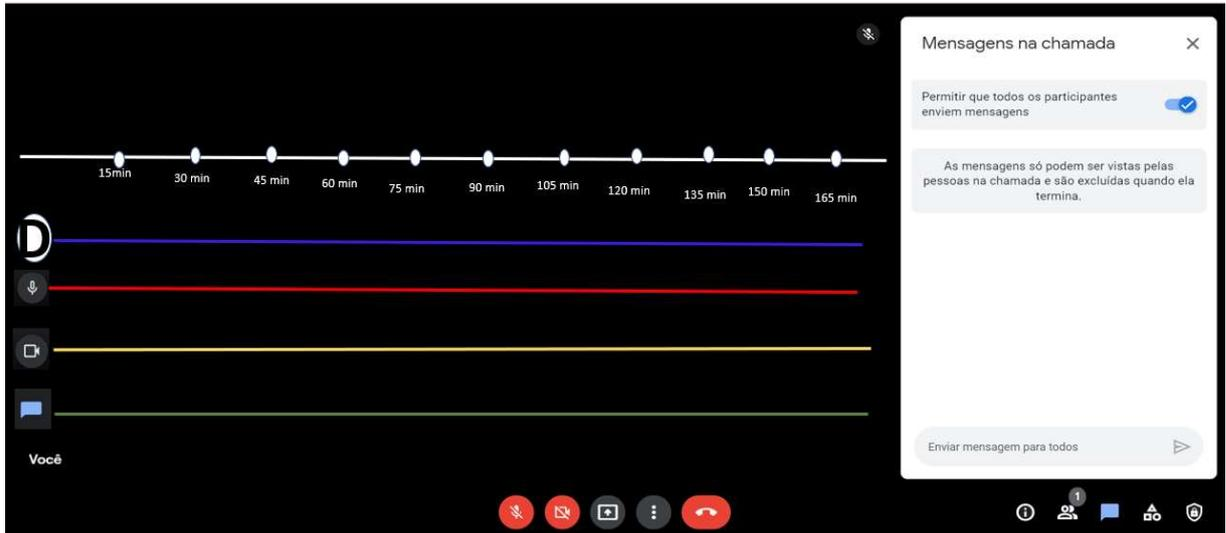 Mensagens na chamada
Permitir que todos os participantes
enviem mensagens
As mensagens só podem ser vistas pelas
pessoas na chamada e são excluídas quando ela
termina.
15min
30 min
45 min
60 min
75 min
90 min
105 min
120 min
135 min
150 min
165 min
D
Você
Enviar mensagem para todos
1